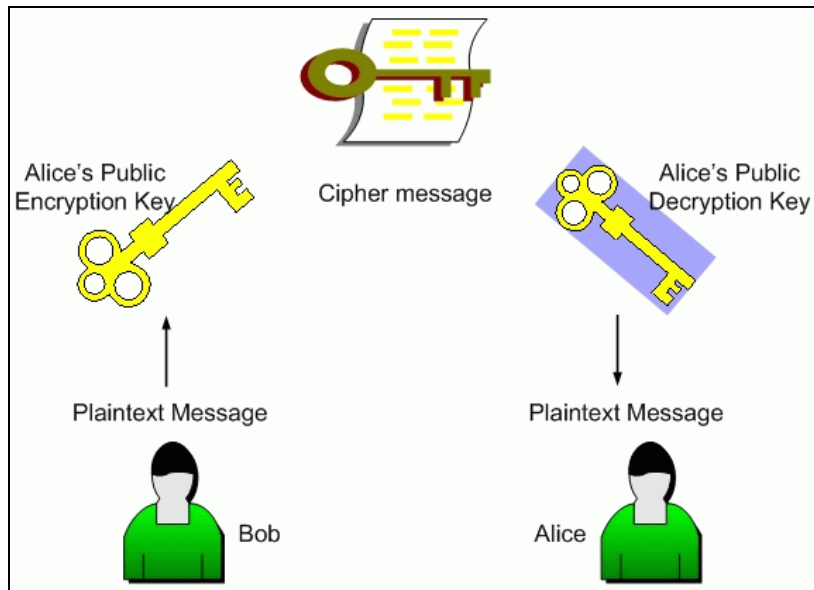 Alice's Public
Encryption Key
Cipher message
Alice's Public
Decryption Key
Plaintext Message
Plaintext Message
Bob
Alice